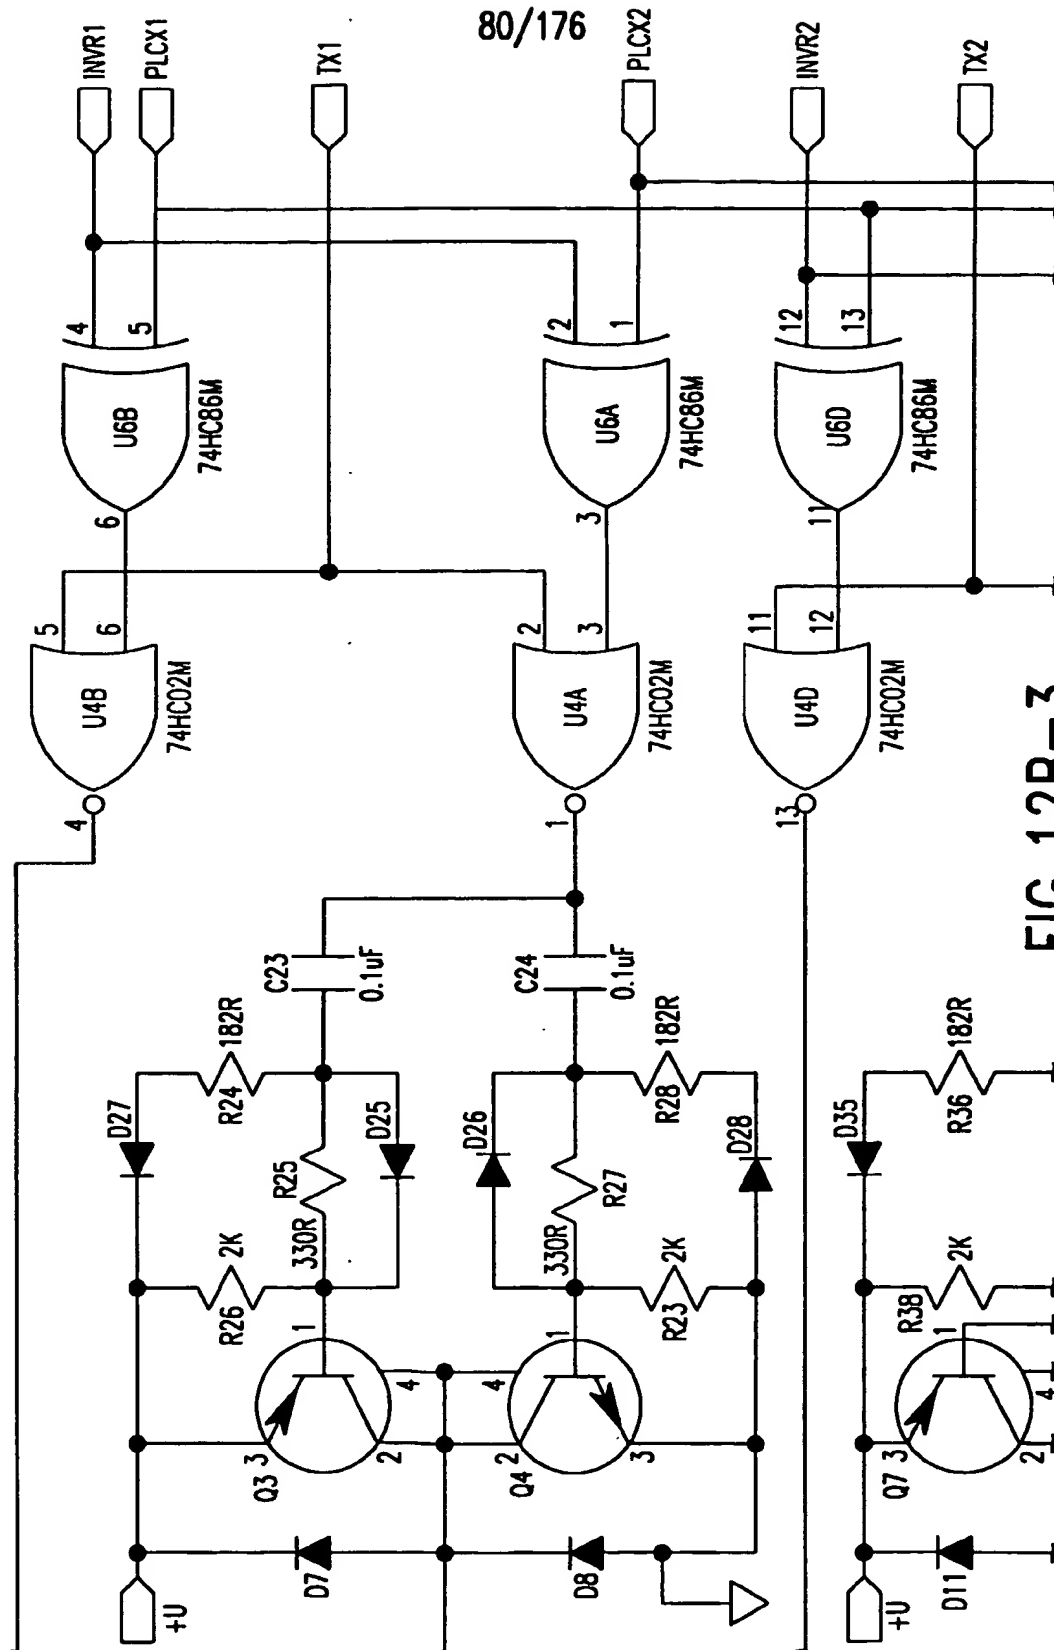 80/176
INVR1
PLCX1
TX1
PLCX2
INVR2
TX2
4
5
2
1
12
13
U6B
74HC86M
U6A
74HC86M
U6D
74HC86M
6
3
11
5
6
2
3
11
12
U4B
74HC02M
U4A
74HC02M
U4D
74HC02M
4
1
13
C23
0.1uF
C24
0.1uF
D27
R24
182R
D25
R25
330R
R26
2K
D26
R27
330R
R28
182R
D28
R23
2K
D35
R36
182R
R38
2K
1
4
3
2
Q3
1
4
2
3
Q4
1
4
3
2
Q7
D7
D8
D11
+U
+U